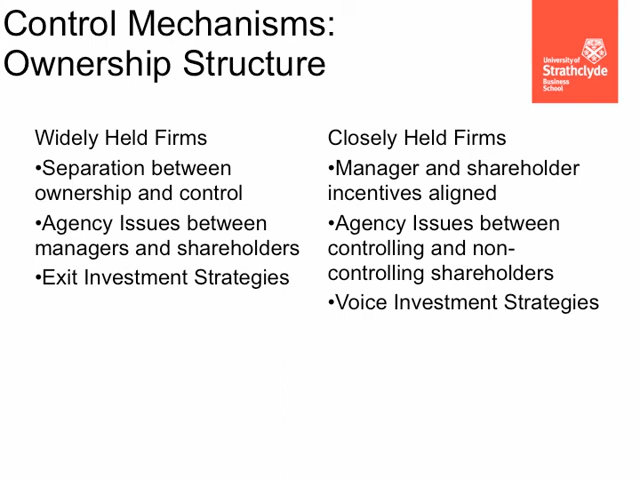 Control Mechanisms:
Ownership Structure
University of
Strathclyde
Business
School
Widely Held Firms
•Separation between
ownership and control
•Agency Issues between
managers and shareholders
•Exit Investment Strategies
Closely Held Firms
•Manager and shareholder
incentives aligned
•Agency Issues between
controlling and non-
controlling shareholders
•Voice Investment Strategies